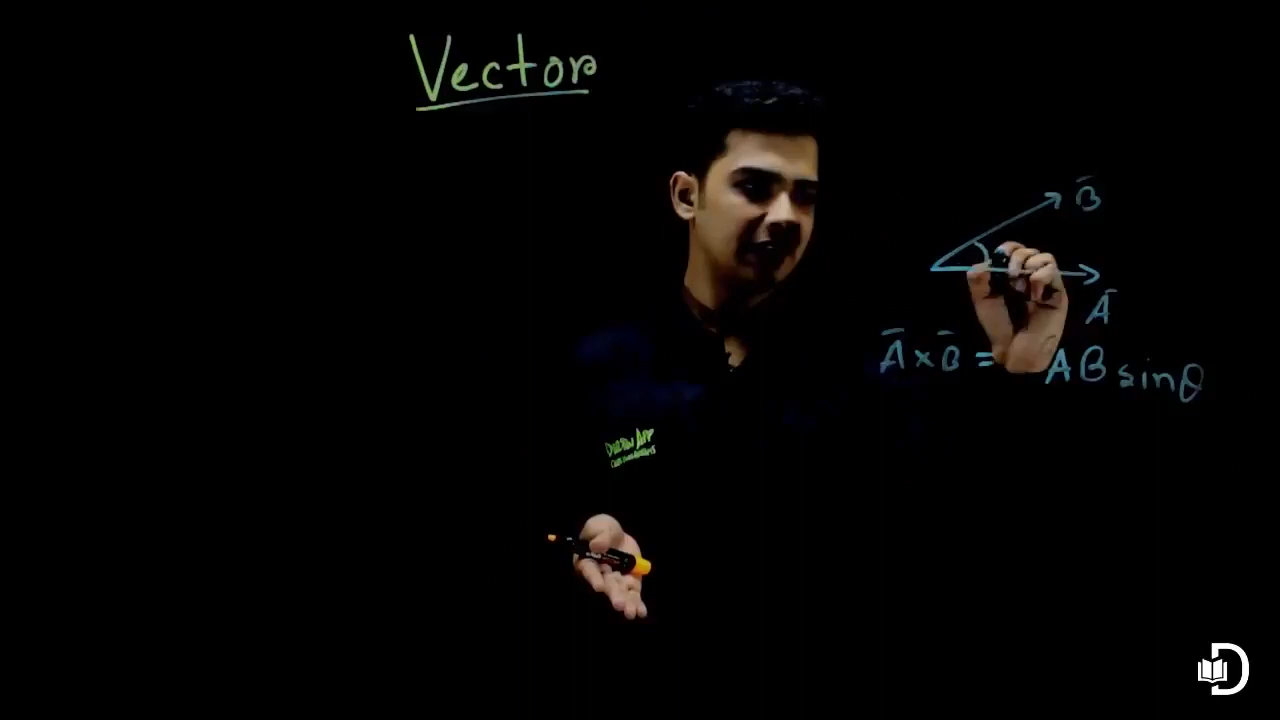 Vector
B̄
Ā
Ā × B̄ = AB sinθ